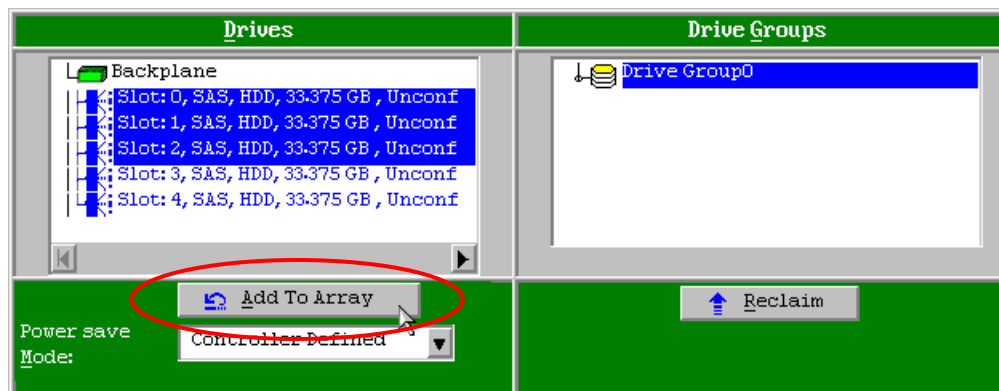 Drives
Drive Groups
Backplane
Slot: 0, SAS, HDD, 33.375 GB , Unconf
Slot: 1, SAS, HDD, 33.375 GB , Unconf
Slot: 2, SAS, HDD, 33.375 GB , Unconf
Slot: 3, SAS, HDD, 33.375 GB , Unconf
Slot: 4, SAS, HDD, 33.375 GB , Unconf
Drive Group0
Add To Array
Reclaim
Power save
Mode:
Controller Defined